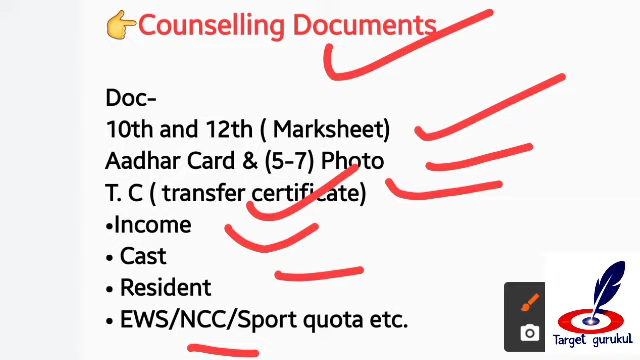 👉Counselling Documents
Doc-
10th and 12th ( Marksheet)
Aadhar Card & (5-7) Photo
T. C ( transfer certificate)
•Income
• Cast
• Resident
• EWS/NCC/Sport quota etc.
Target gurukul